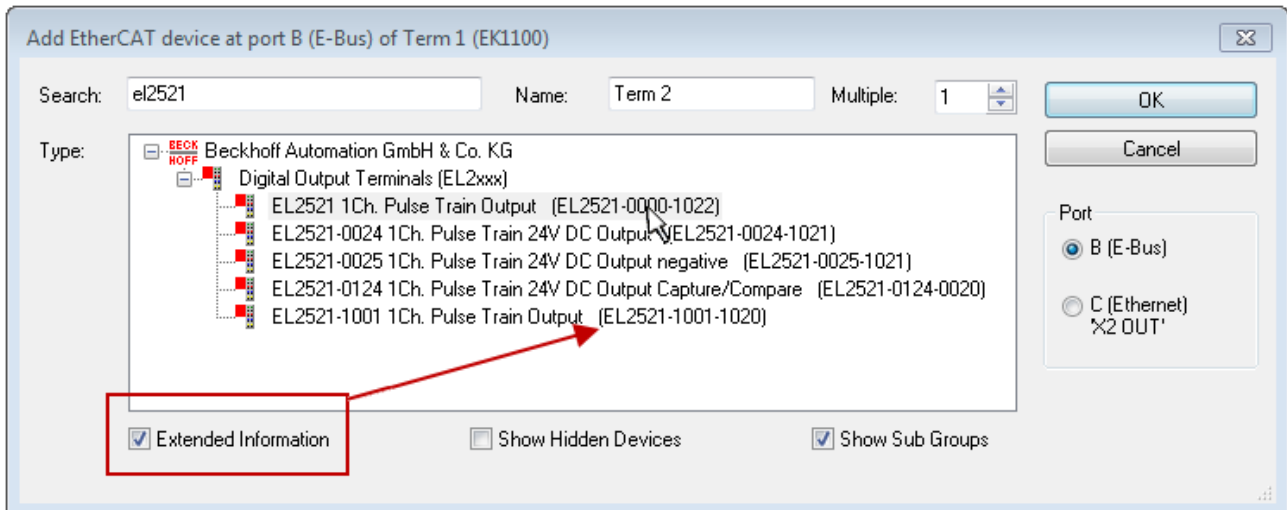 Add EtherCAT device at port B (E-Bus) of Term 1 (EK1100)
Search: el2521 Name: Term 2 Multiple: 1 OK
Cancel
Type: BECKHOFF Beckhoff Automation GmbH & Co. KG
Digital Output Terminals (EL2xxx)
EL2521 1Ch. Pulse Train Output (EL2521-0000-1022)
EL2521-0024 1Ch. Pulse Train 24V DC Output (EL2521-0024-1021)
EL2521-0025 1Ch. Pulse Train 24V DC Output negative (EL2521-0025-1021)
EL2521-0124 1Ch. Pulse Train 24V DC Output Capture/Compare (EL2521-0124-0020)
EL2521-1001 1Ch. Pulse Train Output (EL2521-1001-1020)
Port
B (E-Bus)
C (Ethernet)
'X2 OUT'
Extended Information Show Hidden Devices Show Sub Groups